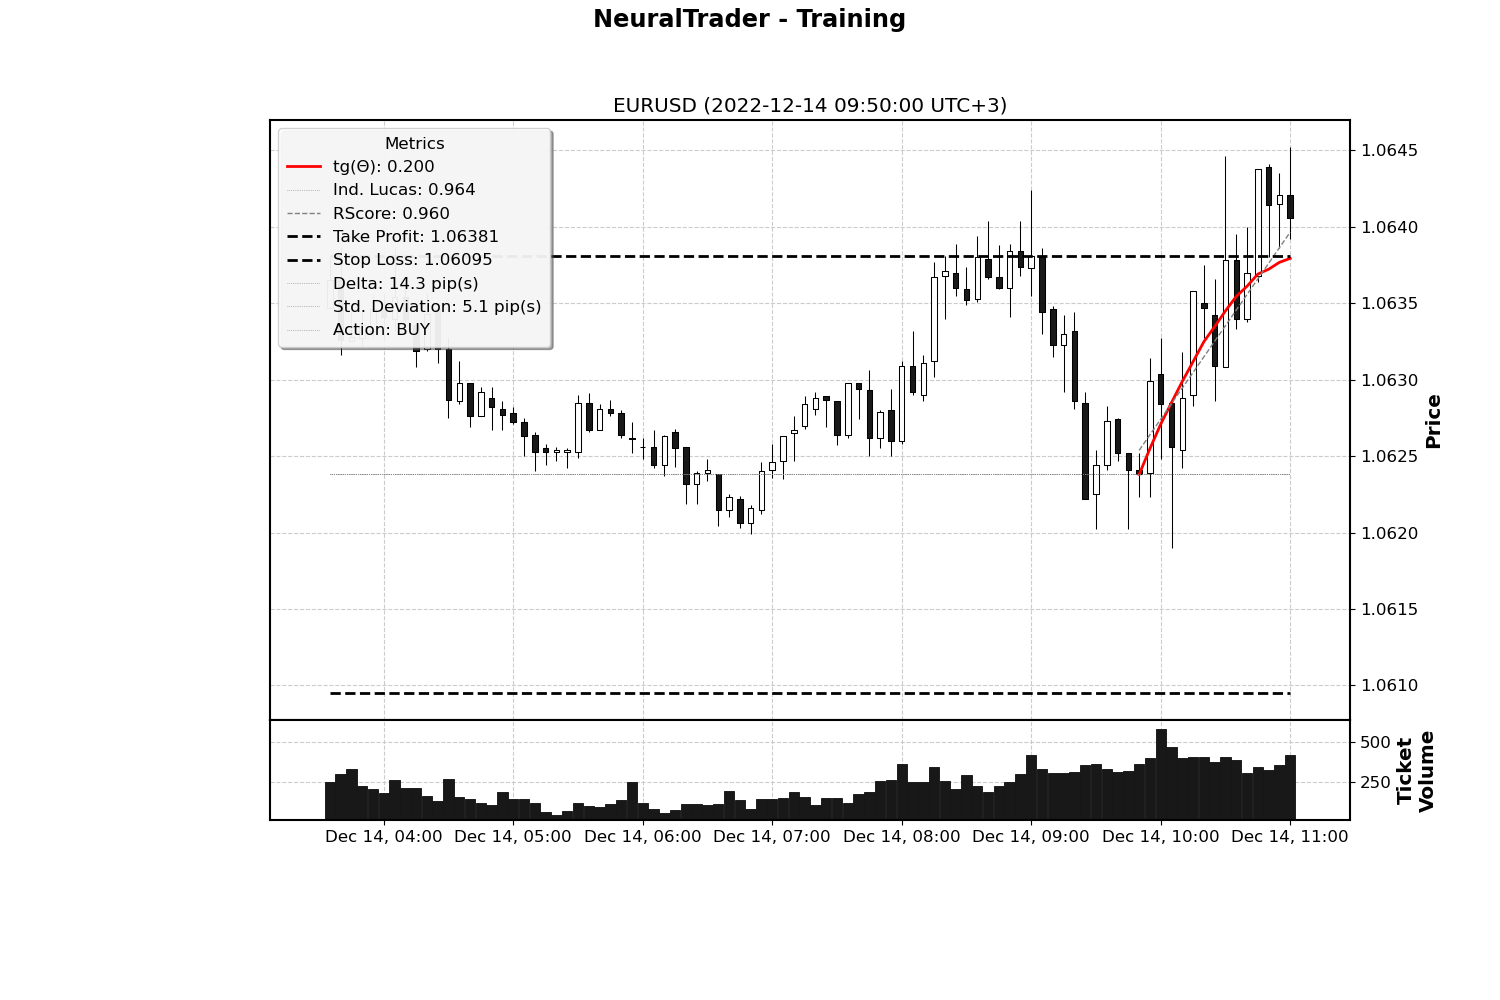 NeuralTrader - Training
EURUSD (2022-12-14 09:50:00 UTC+3)
Metrics
tg(Θ): 0.200
Ind. Lucas: 0.964
RScore: 0.960
Take Profit: 1.06381
Stop Loss: 1.06095
Delta: 14.3 pip(s)
Std. Deviation: 5.1 pip(s)
Action: BUY
1.0645
1.0640
1.0635
1.0630
1.0625
1.0620
1.0615
1.0610
Price
500
250
Ticket
Volume
Dec 14, 04:00 Dec 14, 05:00 Dec 14, 06:00 Dec 14, 07:00 Dec 14, 08:00 Dec 14, 09:00 Dec 14, 10:00 Dec 14, 11:00